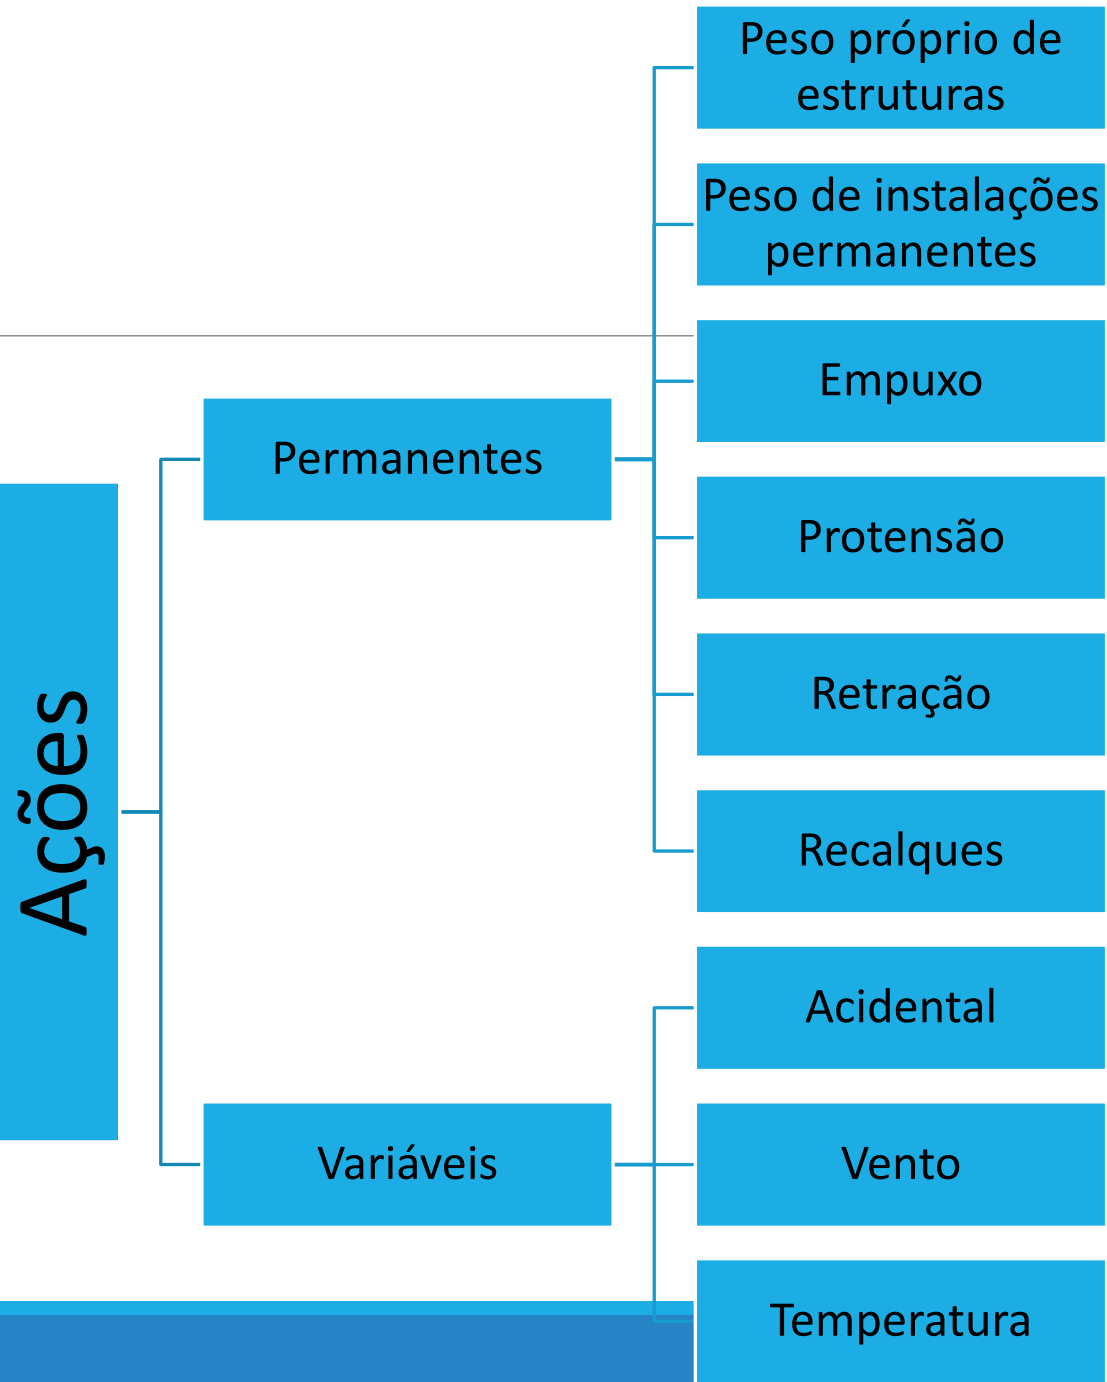 Ações
Permanentes
Peso próprio de
estruturas
Peso de instalações
permanentes
Empuxo
Protensão
Retração
Recalques
Variáveis
Acidental
Vento
Temperatura